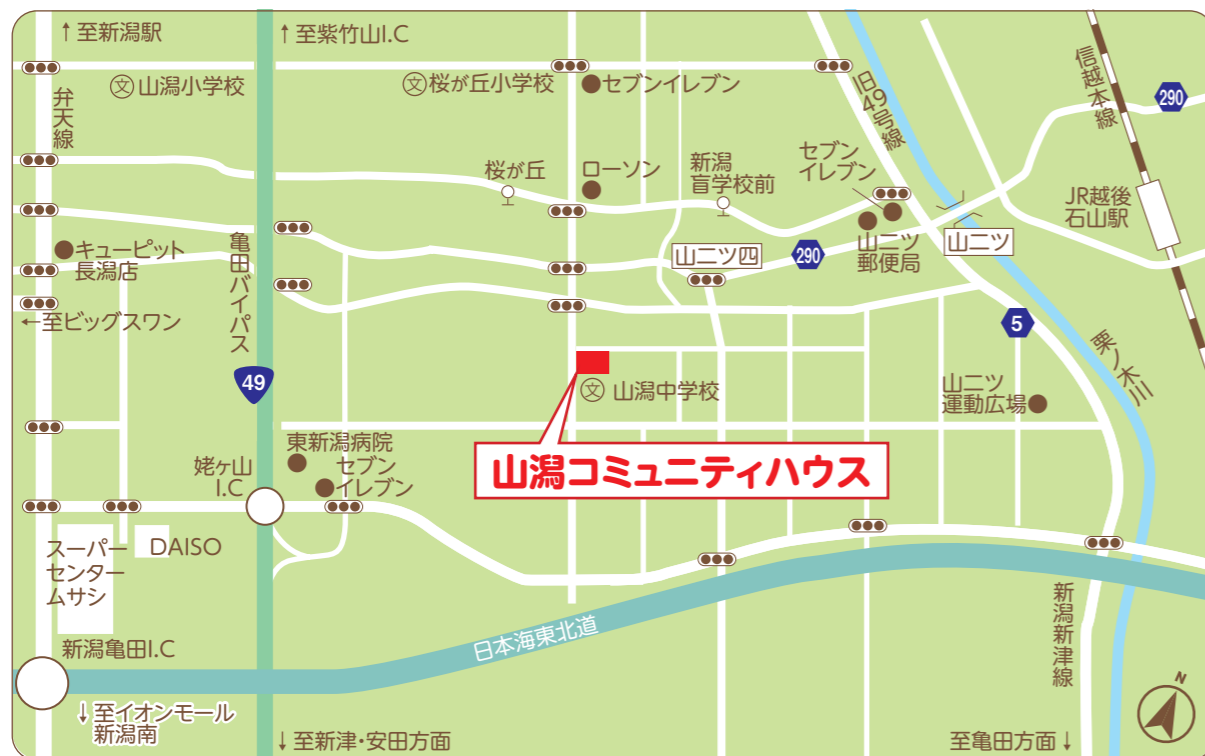 ↑至新潟駅
↑至紫竹山I.C
文 山潟小学校
文 桜が丘小学校
セブンイレブン
弁天線
旧49号線
信越本線
290
桜が丘
ローソン
新潟
盲学校前
セブン
イレブン
JR越後
石山駅
キューピット
長潟店
亀田バイパス
山二ツ四
290
山二ツ
郵便局
山二ツ
←至ビッグスワン
5
栗ノ木川
49
文 山潟中学校
山二ツ
運動広場
東新潟病院
山潟コミュニティハウス
姥ヶ山
I.C
セブン
イレブン
スーパー
センター
ムサシ
DAISO
日本海東北道
新潟新津線
新潟亀田I.C
↓至イオンモール
新潟南
↓至新津・安田方面
至亀田方面↓
N